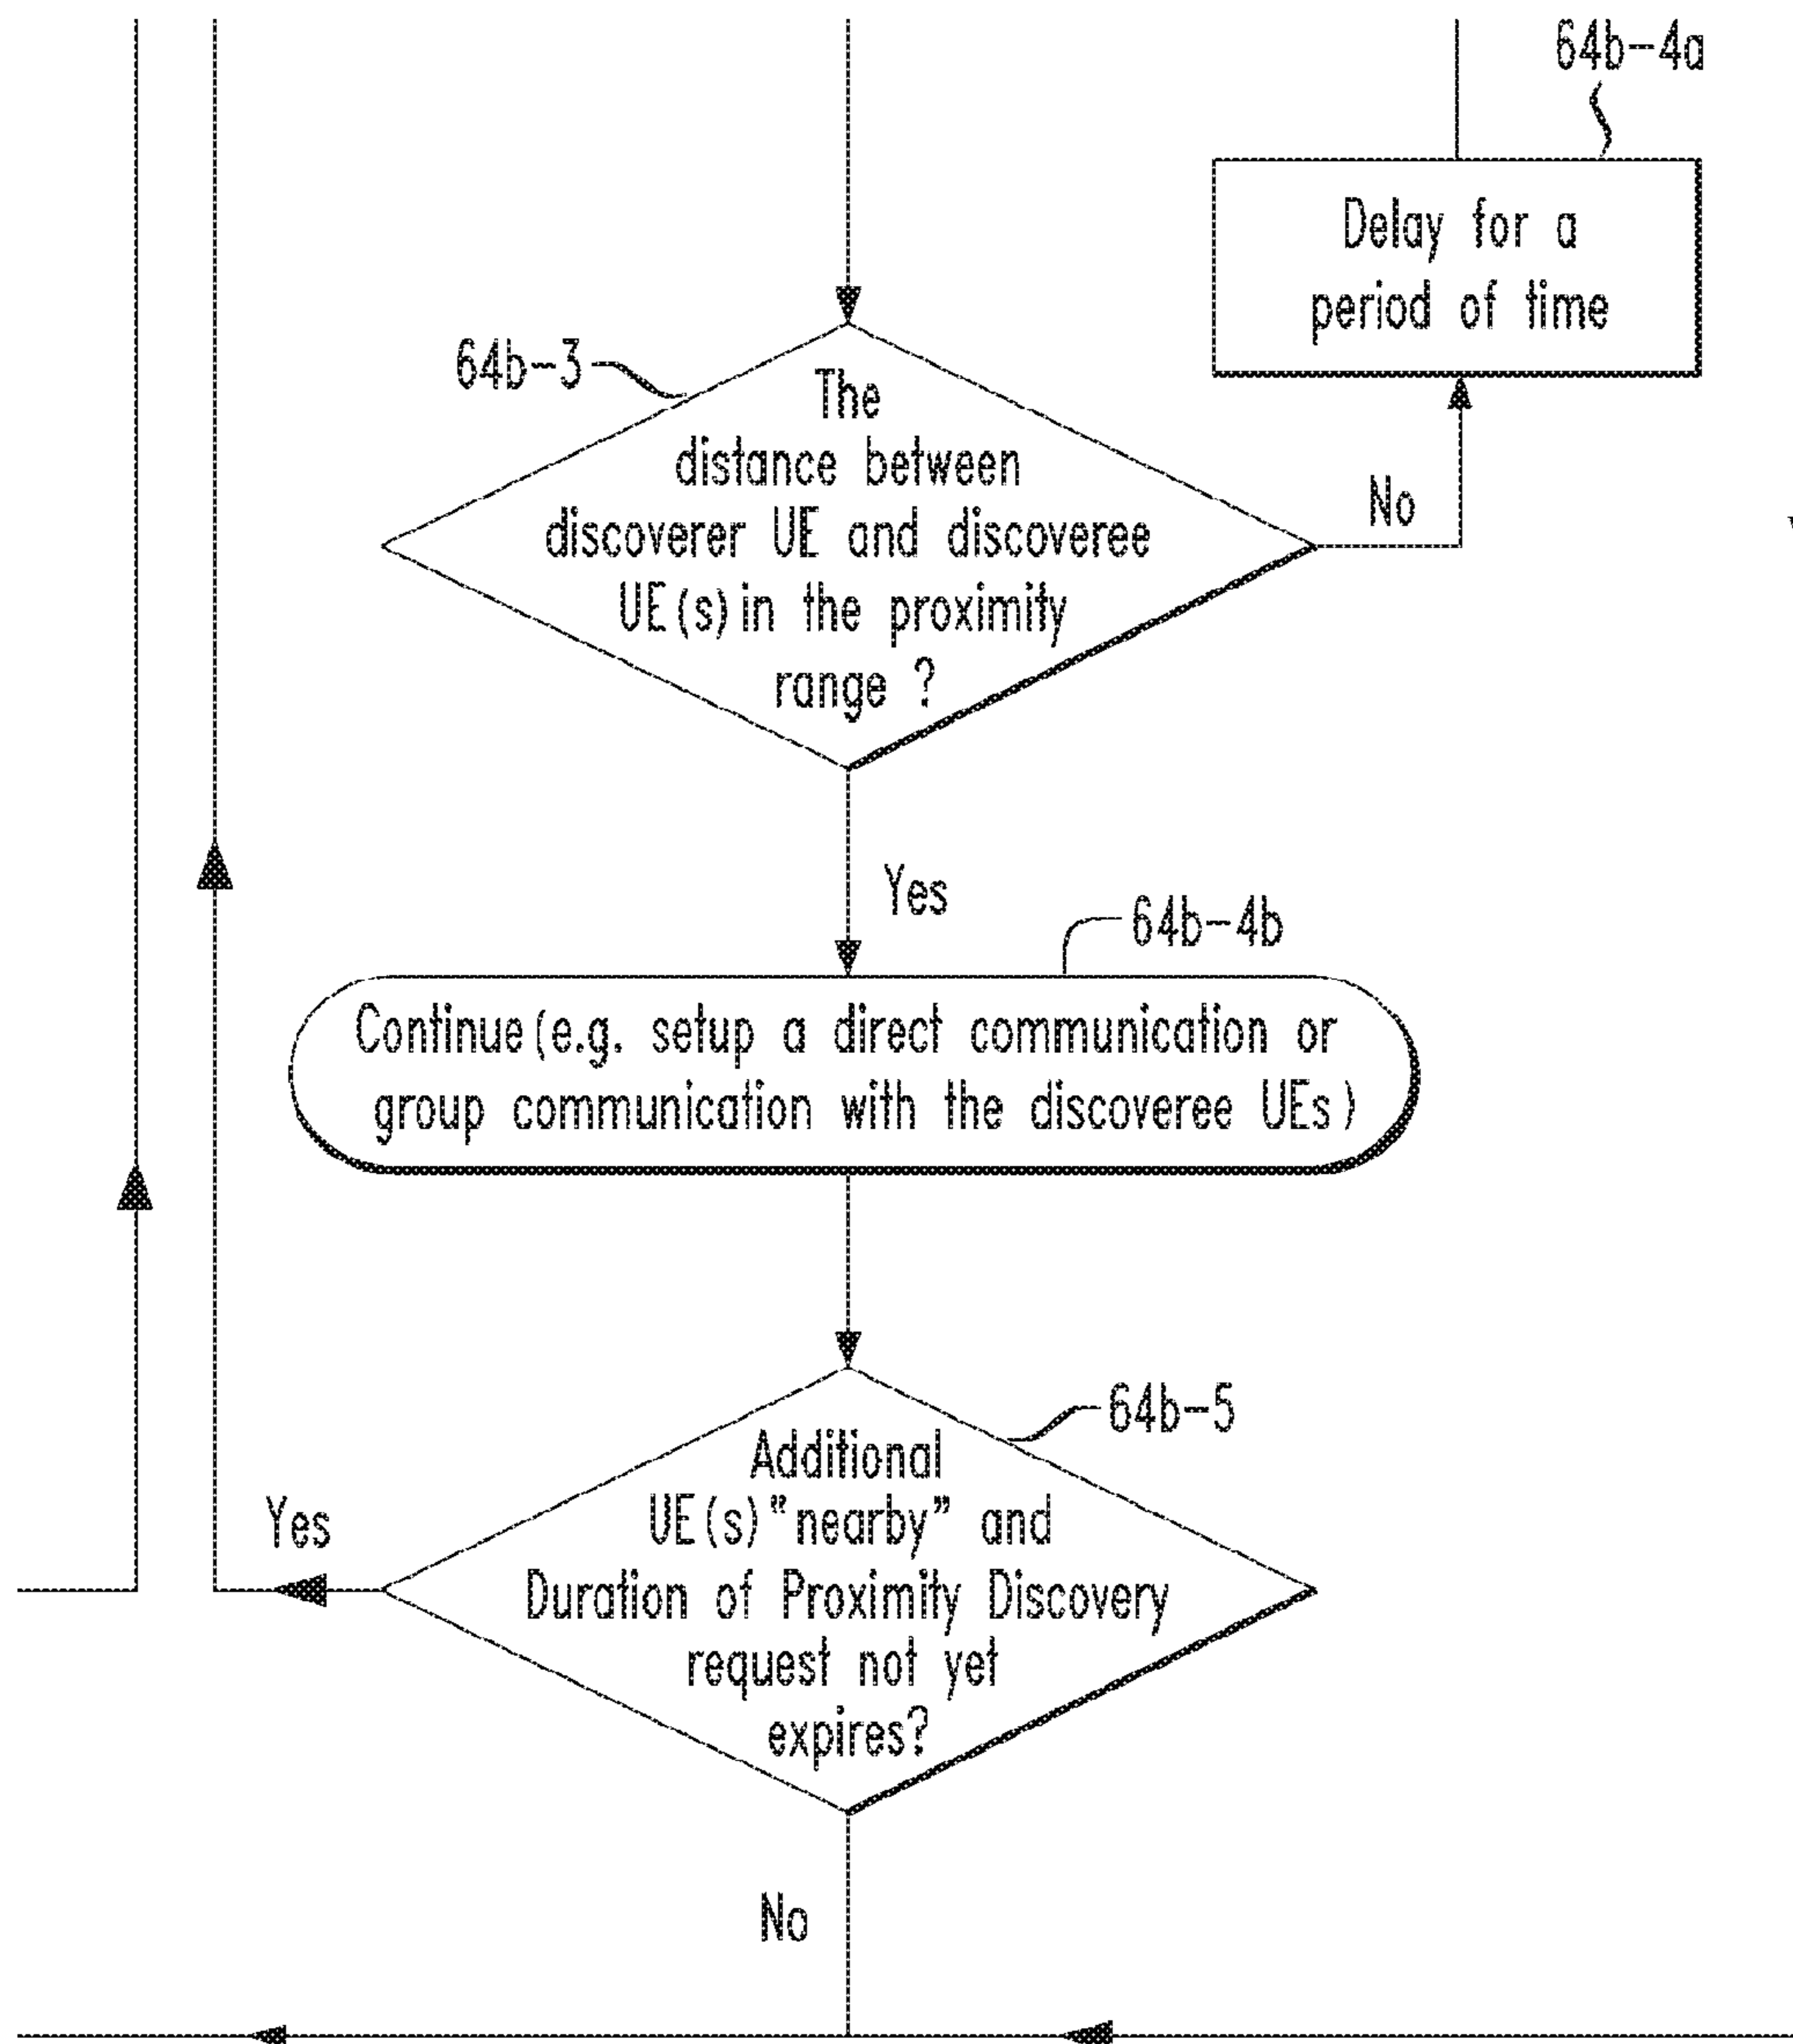 64b-4a
Delay for a
period of time
64b-3
The
distance between
discoverer UE and discoveree
UE(s) in the proximity
range ?
No
Yes
64b-4b
Continue (e.g. setup a direct communication or
group communication with the discoveree UEs)
64b-5
Additional
UE(s) "nearby" and
Duration of Proximity Discovery
request not yet
expires?
Yes
No